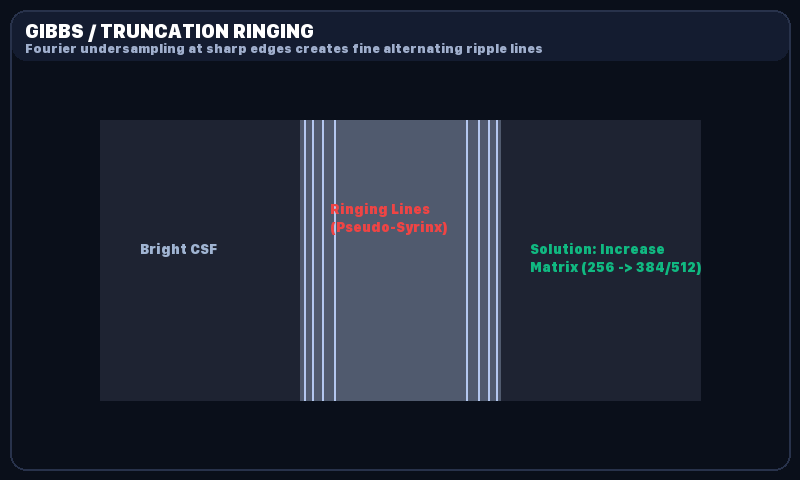 GIBBS / TRUNCATION RINGING
Fourier undersampling at sharp edges creates fine alternating ripple lines
Ringing Lines
(Pseudo-Syrinx)
Bright CSF
Solution: Increase
Matrix (256 -> 384/512)